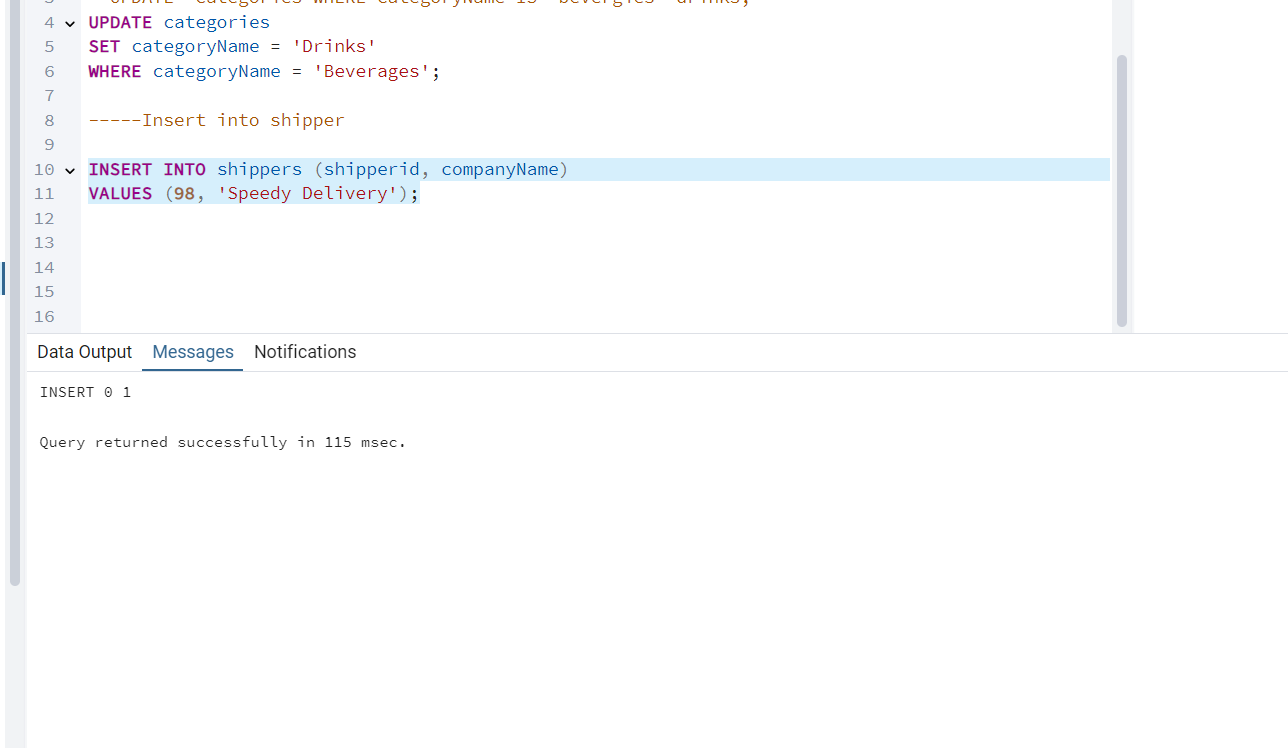 4 UPDATE categories
5 SET categoryName = 'Drinks'
6 WHERE categoryName = 'Beverages';
7
8 -----Insert into shipper
9
10 INSERT INTO shippers (shipperid, companyName)
11 VALUES (98, 'Speedy Delivery');
12
13
14
15
16
Data Output Messages Notifications
INSERT 0 1
Query returned successfully in 115 msec.